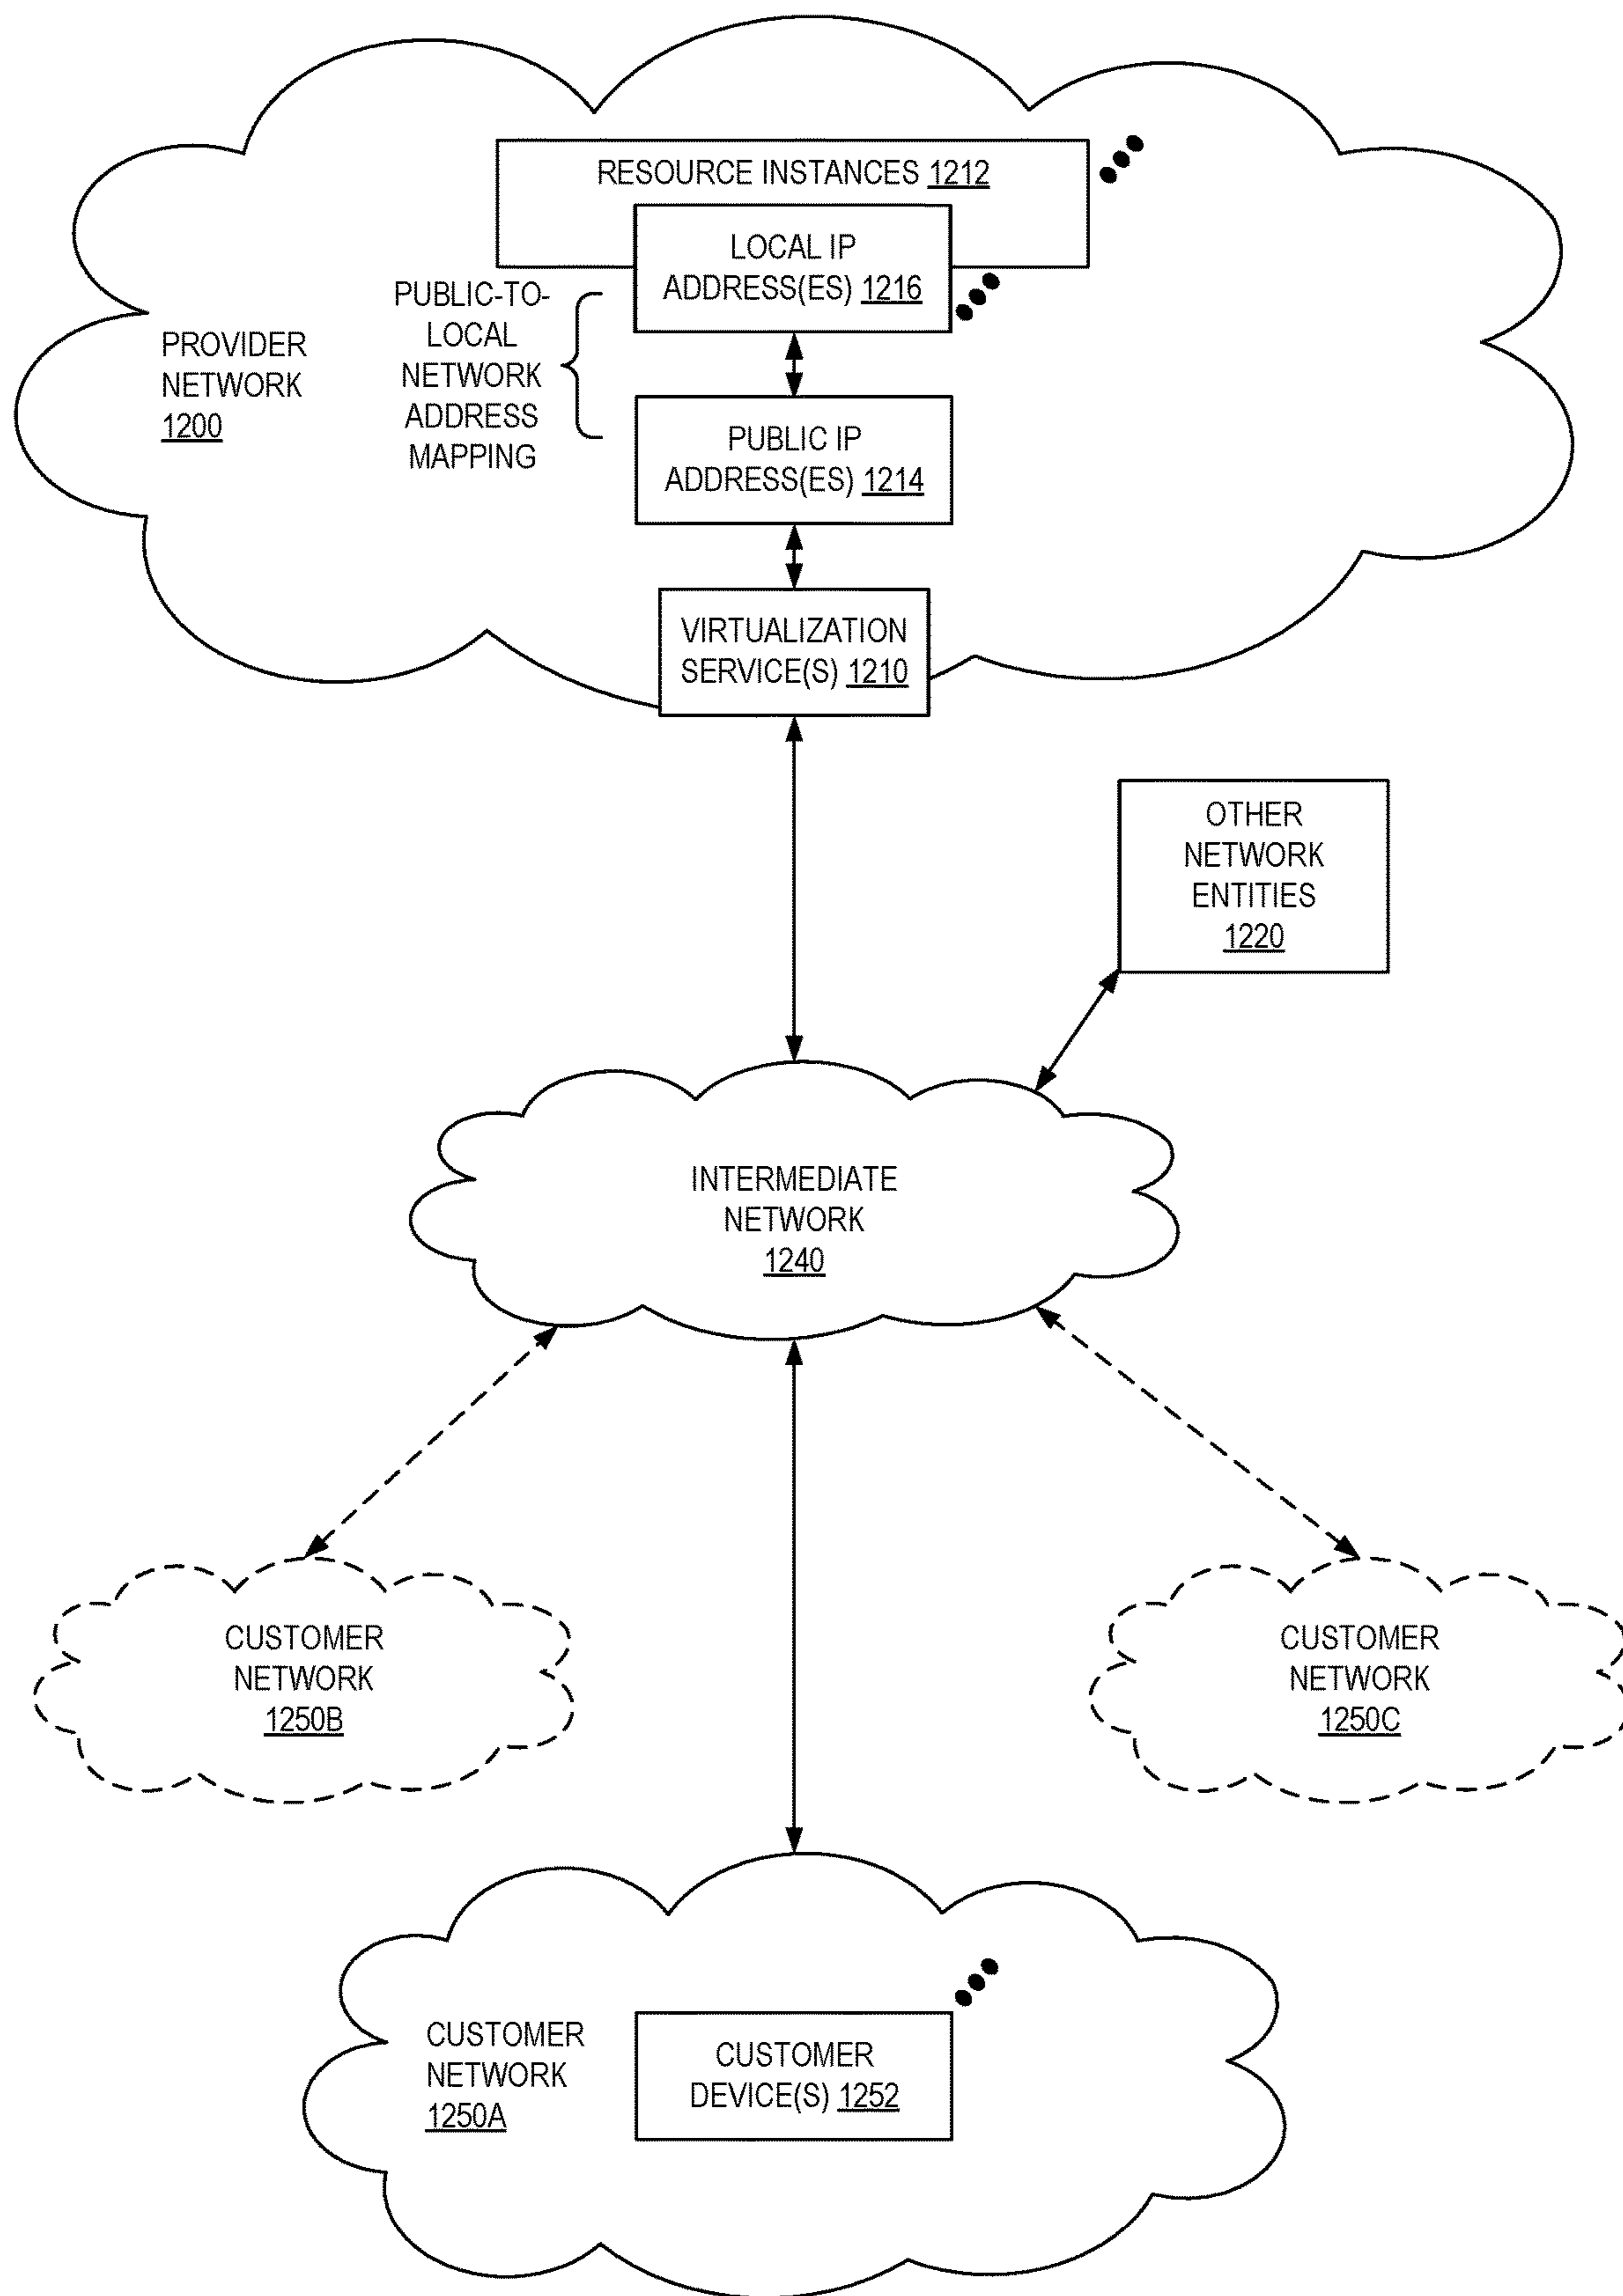 RESOURCE INSTANCES 1212
LOCAL IP
ADDRESS(ES) 1216
PUBLIC-TO-
LOCAL
NETWORK
ADDRESS
MAPPING
PROVIDER
NETWORK
1200
PUBLIC IP
ADDRESS(ES) 1214
VIRTUALIZATION
SERVICE(S) 1210
OTHER
NETWORK
ENTITIES
1220
INTERMEDIATE
NETWORK
1240
CUSTOMER
NETWORK
1250B
CUSTOMER
NETWORK
1250C
CUSTOMER
NETWORK
1250A
CUSTOMER
DEVICE(S) 1252